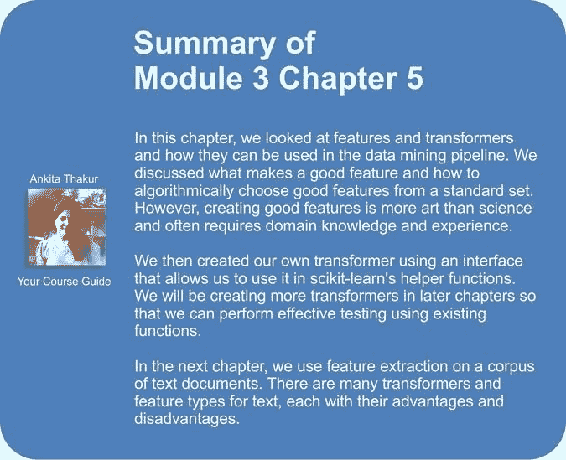 Summary of
Module 3 Chapter 5
Ankita Thakur
Your Course Guide
In this chapter, we looked at features and transformers
and how they can be used in the data mining pipeline. We
discussed what makes a good feature and how to
algorithmically choose good features from a standard set.
However, creating good features is more art than science
and often requires domain knowledge and experience.
We then created our own transformer using an interface
that allows us to use it in scikit-learn's helper functions.
We will be creating more transformers in later chapters so
that we can perform effective testing using existing
functions.
In the next chapter, we use feature extraction on a corpus
of text documents. There are many transformers and
feature types for text, each with their advantages and
disadvantages.